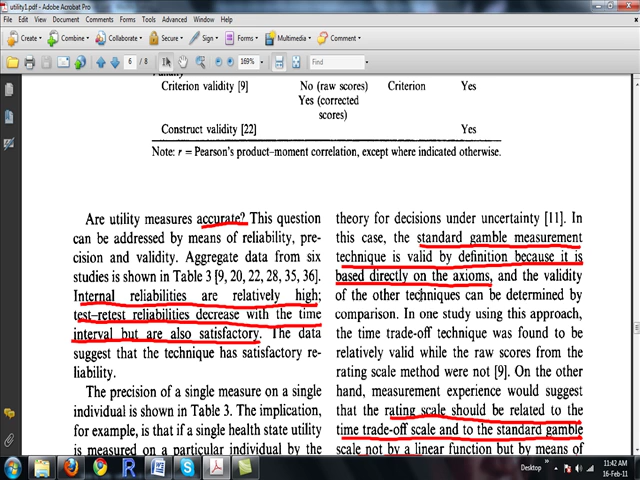 utility1.pdf - Adobe Acrobat Pro
File Edit View Document Comments Forms Tools Advanced Window Help
Create Combine Collaborate Secure Sign Forms Multimedia Comment
6 / 8 169% Find
Validity
Criterion validity [9] No (raw scores) Criterion Yes
Yes (corrected
scores)
Construct validity [22] Yes
Note: r = Pearson's product–moment correlation, except where indicated otherwise.
Are utility measures accurate? This question
can be addressed by means of reliability, pre-
cision and validity. Aggregate data from six
studies is shown in Table 3 [9, 20, 22, 28, 35, 36].
Internal reliabilities are relatively high;
test–retest reliabilities decrease with the time
interval but are also satisfactory. The data
suggest that the technique has satisfactory re-
liability.
The precision of a single measure on a single
individual is shown in Table 3. The implication,
for example, is that if a single health state utility
is measured on a particular individual by the
theory for decisions under uncertainty [11]. In
this case, the standard gamble measurement
technique is valid by definition because it is
based directly on the axioms, and the validity
of the other techniques can be determined by
comparison. In one study using this approach,
the time trade-off technique was found to be
relatively valid while the raw scores from the
rating scale method were not [9]. On the other
hand, measurement experience would suggest
that the rating scale should be related to the
time trade-off scale and to the standard gamble
scale not by a linear function but by means of
Desktop
11:42 AM
16-Feb-11